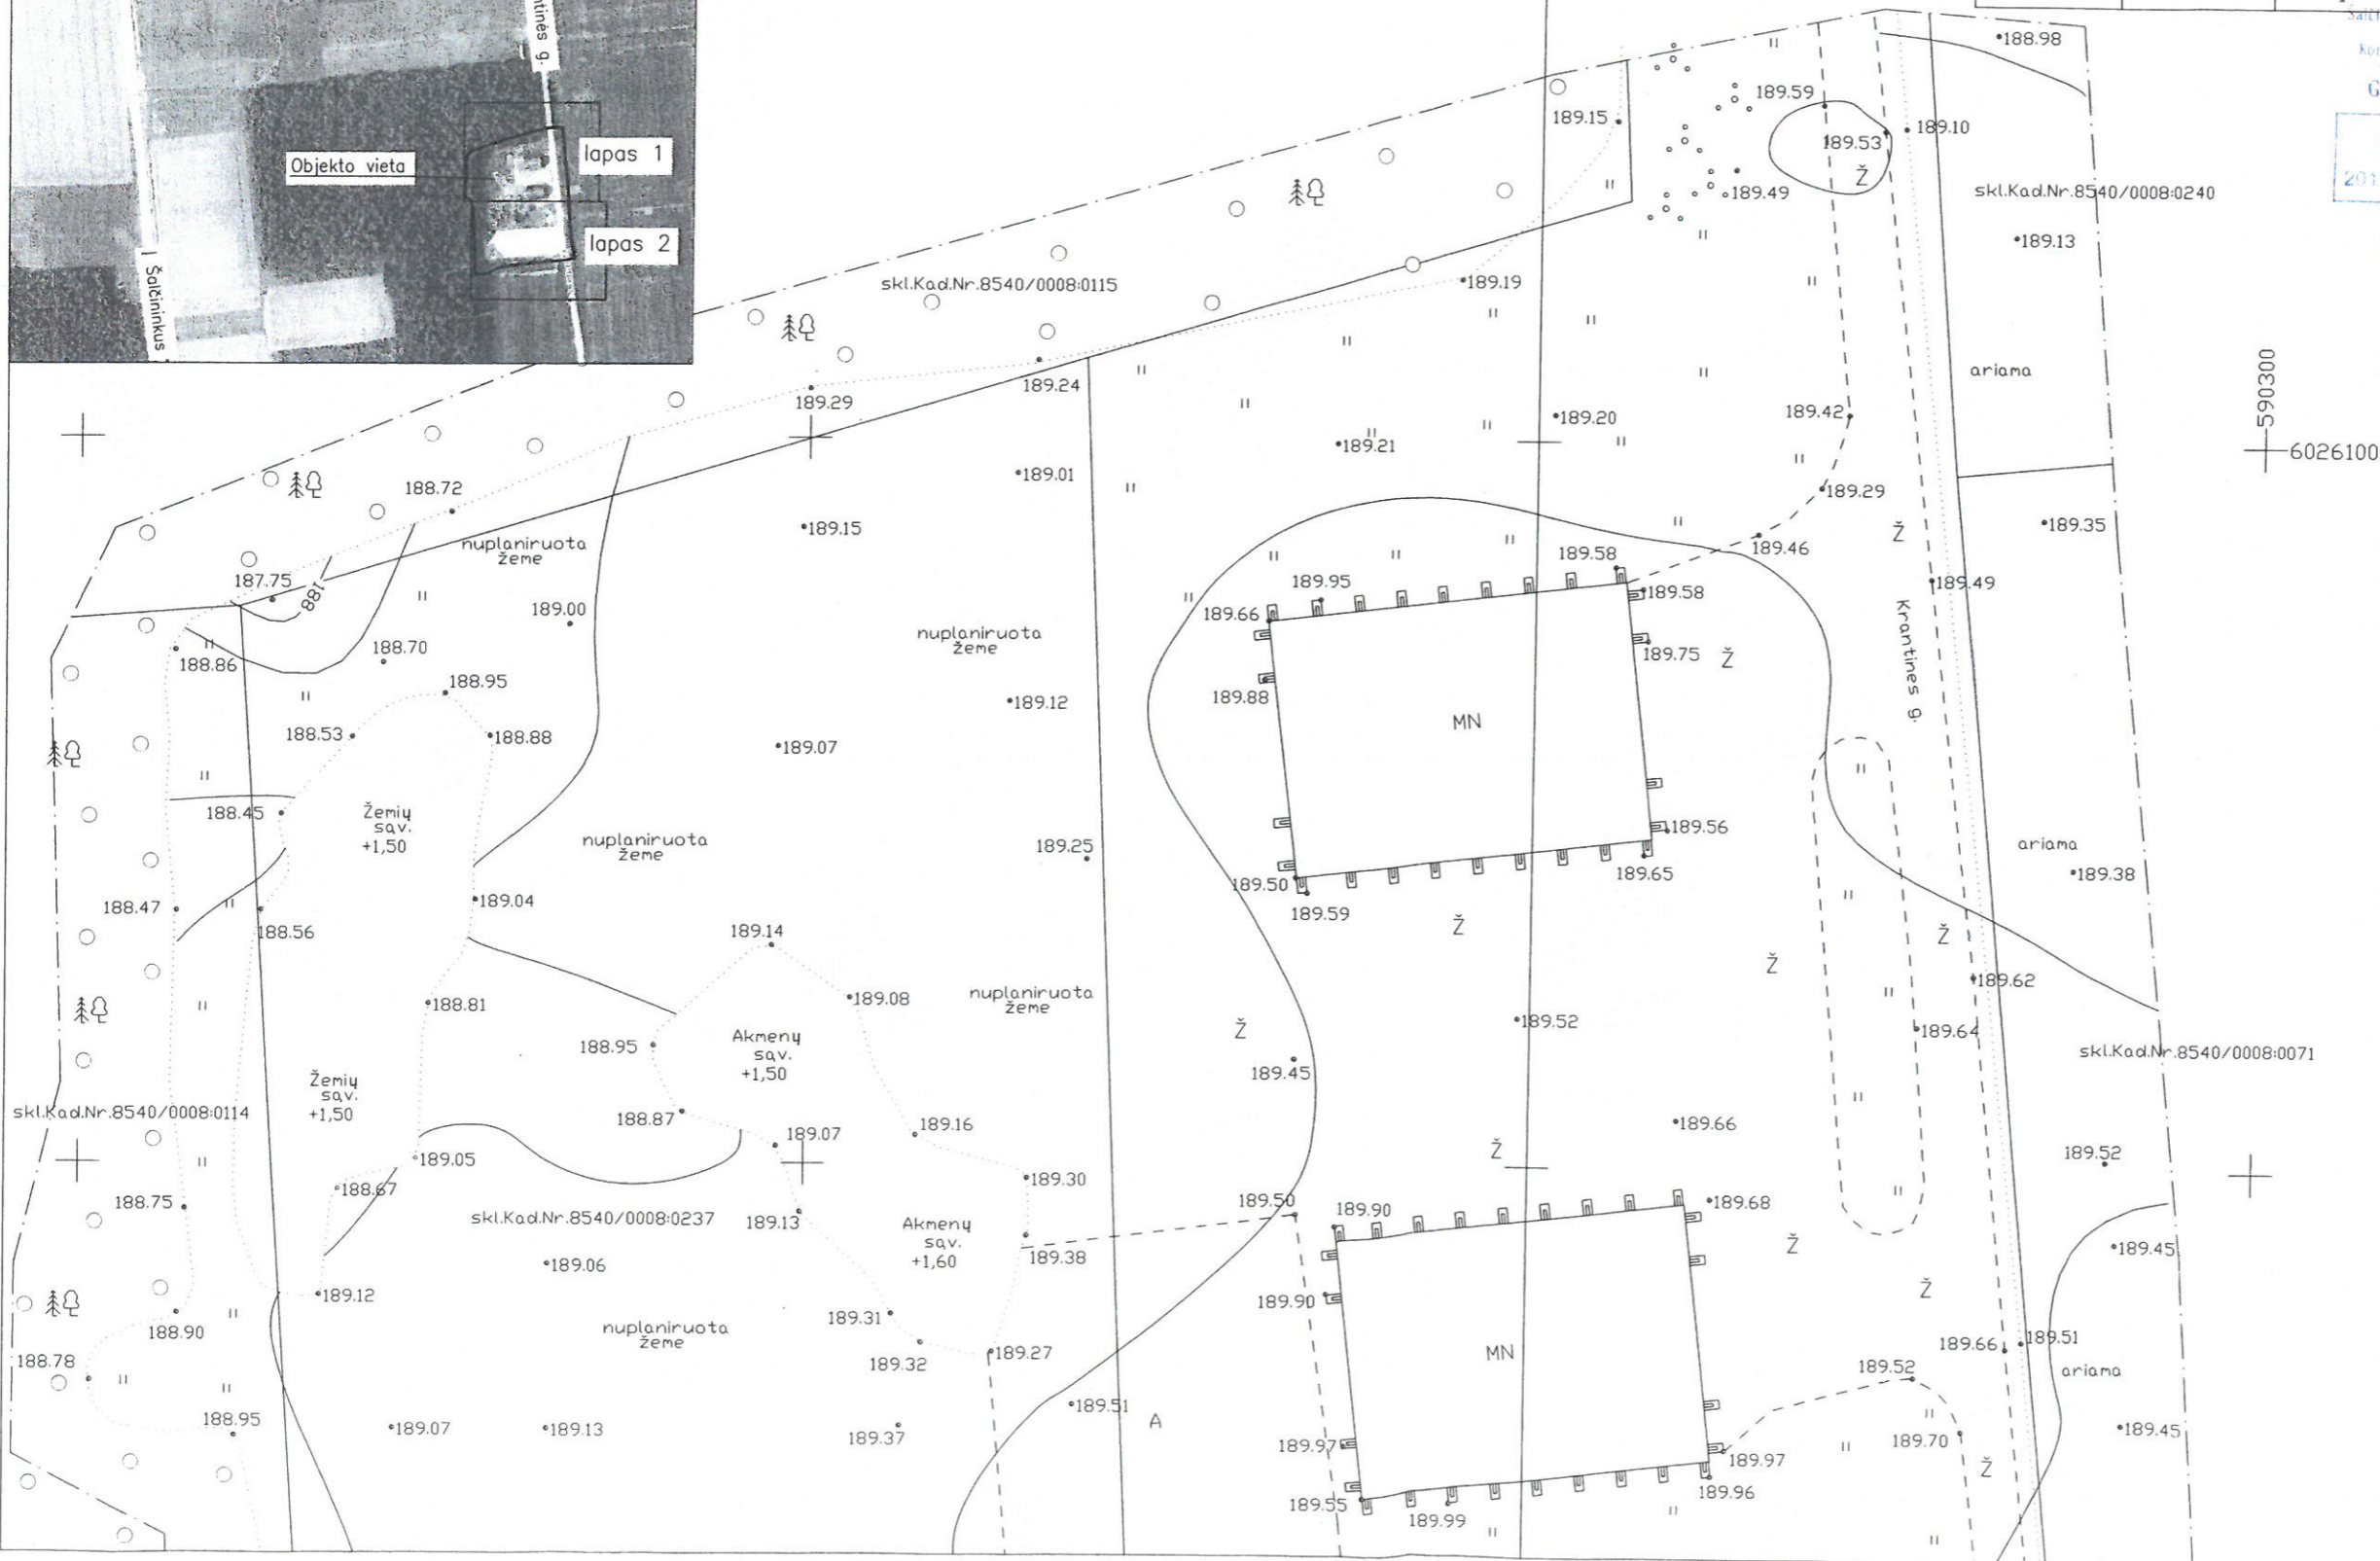 ntinės g.
Objekto vieta
lapas 1
lapas 2
Šalčininkus
188.98
189.59
189.15
189.10
189.53
Ž
189.49
skl.Kad.Nr.8540/0008:0240
189.13
skl.Kad.Nr.8540/0008:0115
189.19
189.24
189.29
ariama
590300
189.42
189.20
189.21
6026100
189.01
188.72
189.29
189.15
189.35
Ž
nuplaniruota
žeme
189.46
189.58
187.75
188
189.95
189.49
189.58
189.00
189.66
Krantines g.
nuplaniruota
žeme
188.70
188.86
189.75
Ž
188.95
189.88
189.12
MN
188.53
188.88
189.07
188.45
Žemių
sąv.
+1,50
189.56
nuplaniruota
žeme
189.25
ariama
189.65
189.38
189.50
189.04
188.47
189.59
188.56
189.14
Ž
Ž
Ž
189.62
nuplaniruota
žeme
188.81
189.08
189.52
Ž
189.64
Akmenų
sąv.
+1,50
188.95
skl.Kad.Nr.8540/0008:0071
189.45
Žemių
sąv.
+1,50
skl.Kad.Nr.8540/0008:0114
188.87
189.16
189.66
189.07
Ž
189.52
189.05
189.30
188.67
188.75
189.50
189.68
skl.Kad.Nr.8540/0008:0237
189.13
189.90
Akmenų
sąv.
+1,60
Ž
189.45
189.38
189.06
189.12
Ž
189.90
189.31
nuplaniruota
žeme
188.90
189.51
189.66
189.27
MN
188.78
189.32
189.52
ariama
189.51
188.95
A
189.07
189.13
189.37
189.45
189.70
189.97
189.97
Ž
189.96
189.55
189.99